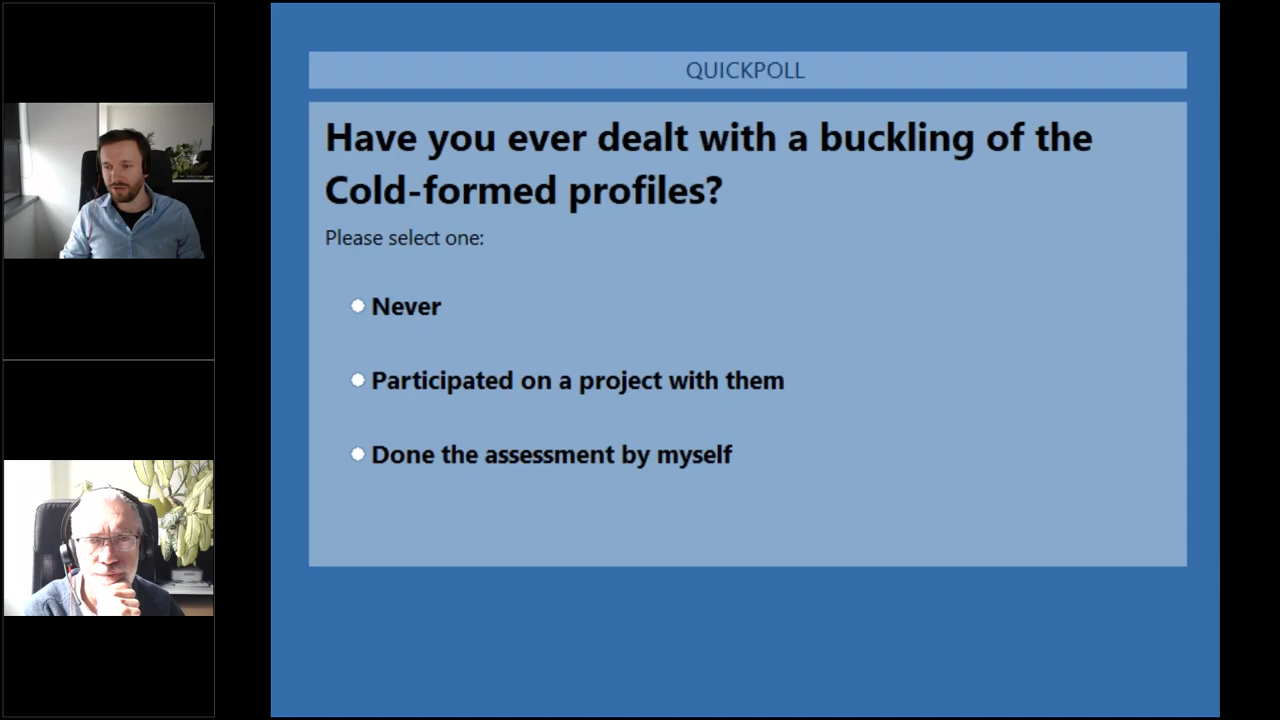 QUICKPOLL
Have you ever dealt with a buckling of the
Cold-formed profiles?
Please select one:
Never
Participated on a project with them
Done the assessment by myself